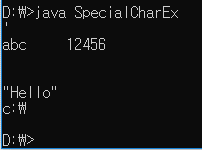 D:₩>java SpecialCharEx
'
abc     12456
"Hello"
c:₩
D:₩>